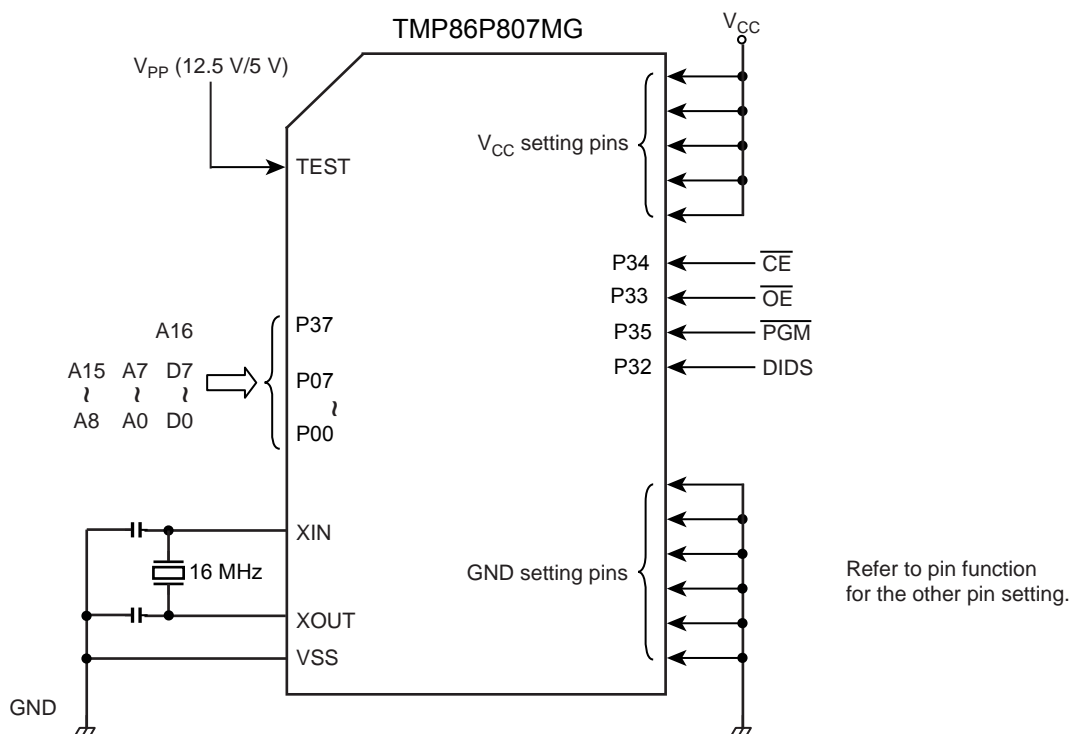 TMP86P807MG
VCC
VPP (12.5 V/5 V)
VCC setting pins
TEST
P34
CE
P33
OE
P35
PGM
P32
DIDS
A16
P37
A15 A7 D7
P07
~ ~ ~
~
A8 A0 D0
P00
XIN
16 MHz
XOUT
VSS
GND
GND setting pins
Refer to pin function
for the other pin setting.